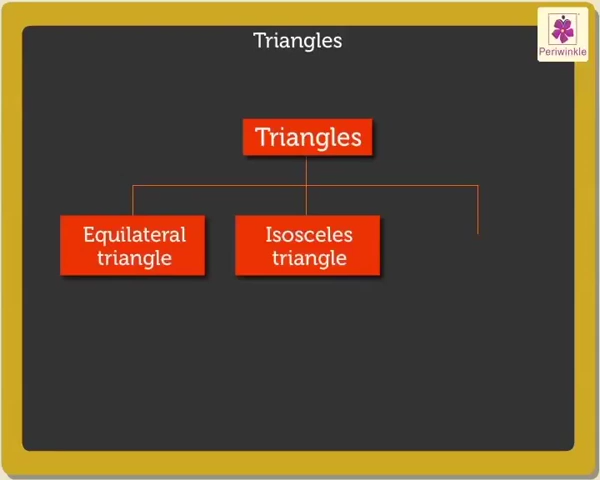 Triangles
Periwinkle
Triangles
Equilateral
triangle
Isosceles
triangle